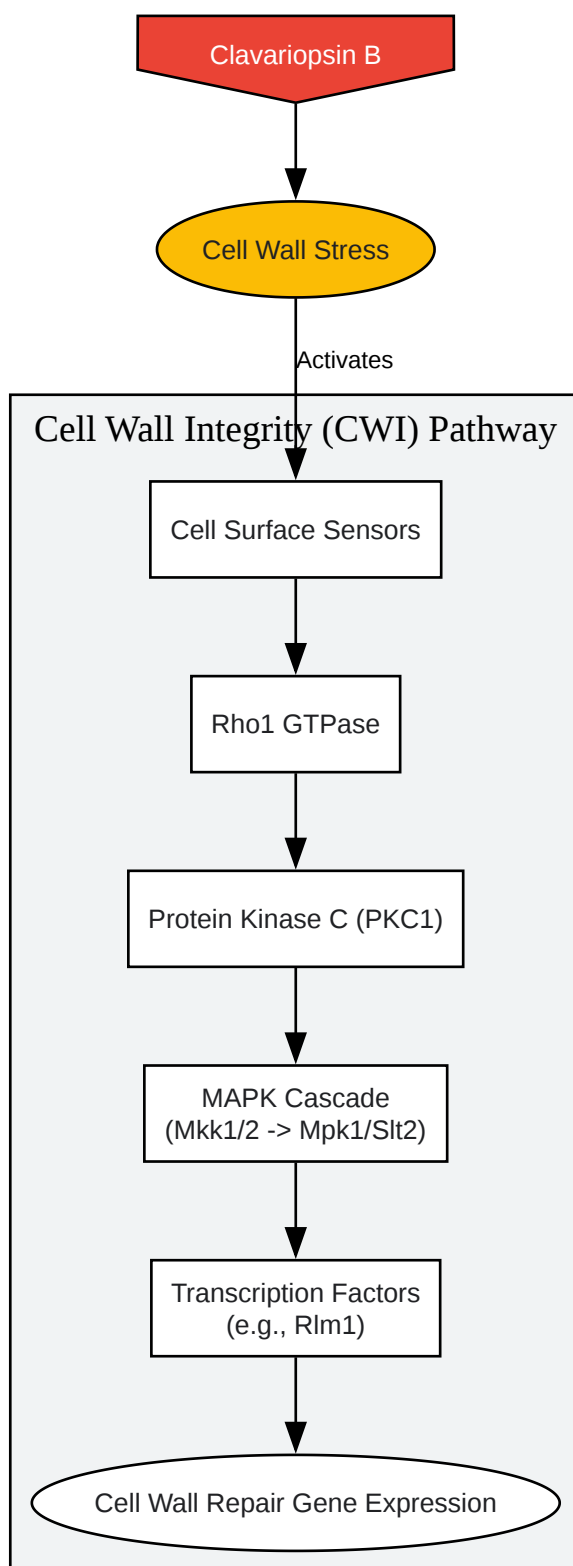 Clavariopsin B
Cell Wall Stress
Activates
Cell Wall Integrity (CWI) Pathway
Cell Surface Sensors
Rho1 GTPase
Protein Kinase C (PKC1)
MAPK Cascade
(Mkk1/2 -> Mpk1/Slt2)
Transcription Factors
(e.g., Rlm1)
Cell Wall Repair Gene Expression